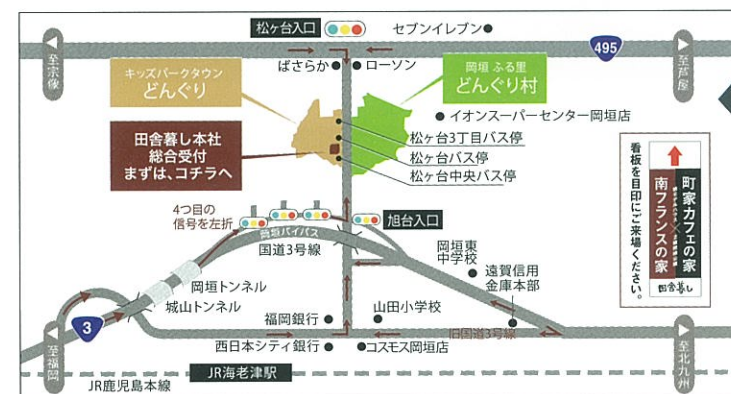 松ヶ台入口
セブンイレブン
495
至宗像
至芦屋
ばさらか
ローソン
キッズパークタウン
どんぐり
岡垣 ふる里
どんぐり村
イオンスーパーセンター岡垣店
田舎暮し本社
総合受付
まずは、コチラへ
松ヶ台3丁目バス停
松ヶ台バス停
松ヶ台中央バス停
町家カフェの家
×
南フランスの家
田舎暮し
看板を目印にご来場ください。
4つ目の
信号を左折
旭台入口
岡垣バイパス
国道3号線
岡垣東
中学校
遠賀信用
金庫本部
岡垣トンネル
城山トンネル
3
福岡銀行
山田小学校
旧国道3号線
西日本シティ銀行
コスモス岡垣店
至福岡
至北九州
JR海老津駅
JR鹿児島本線